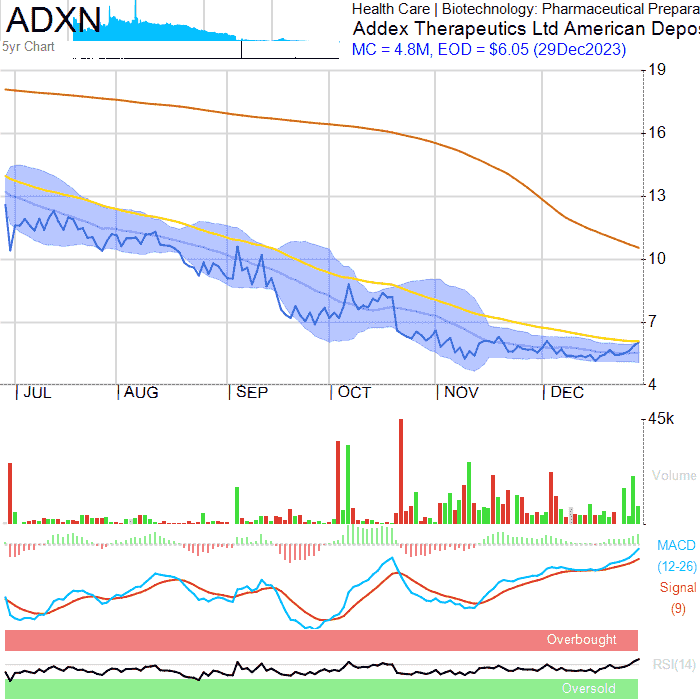 ADXN
5yr Chart
Health Care | Biotechnology: Pharmaceutical Prepara
Addex Therapeutics Ltd American Depos
MC = 4.8M, EOD = $6.05 (29Dec2023)
19
16
13
10
7
4
JUL
AUG
SEP
OCT
NOV
DEC
45k
Volume
MACD
(12-26)
Signal
(9)
Overbought
RSI(14)
Oversold